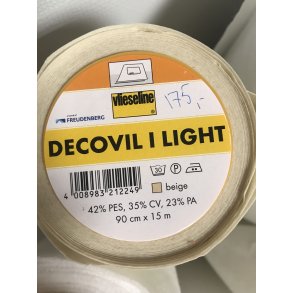 vlieseline
®
175,-
FREUDENBERG
DECOVIL I LIGHT
30 P
beige
4 008983 212249
42% PES, 35% CV, 23% PA
90 cm x 15 m